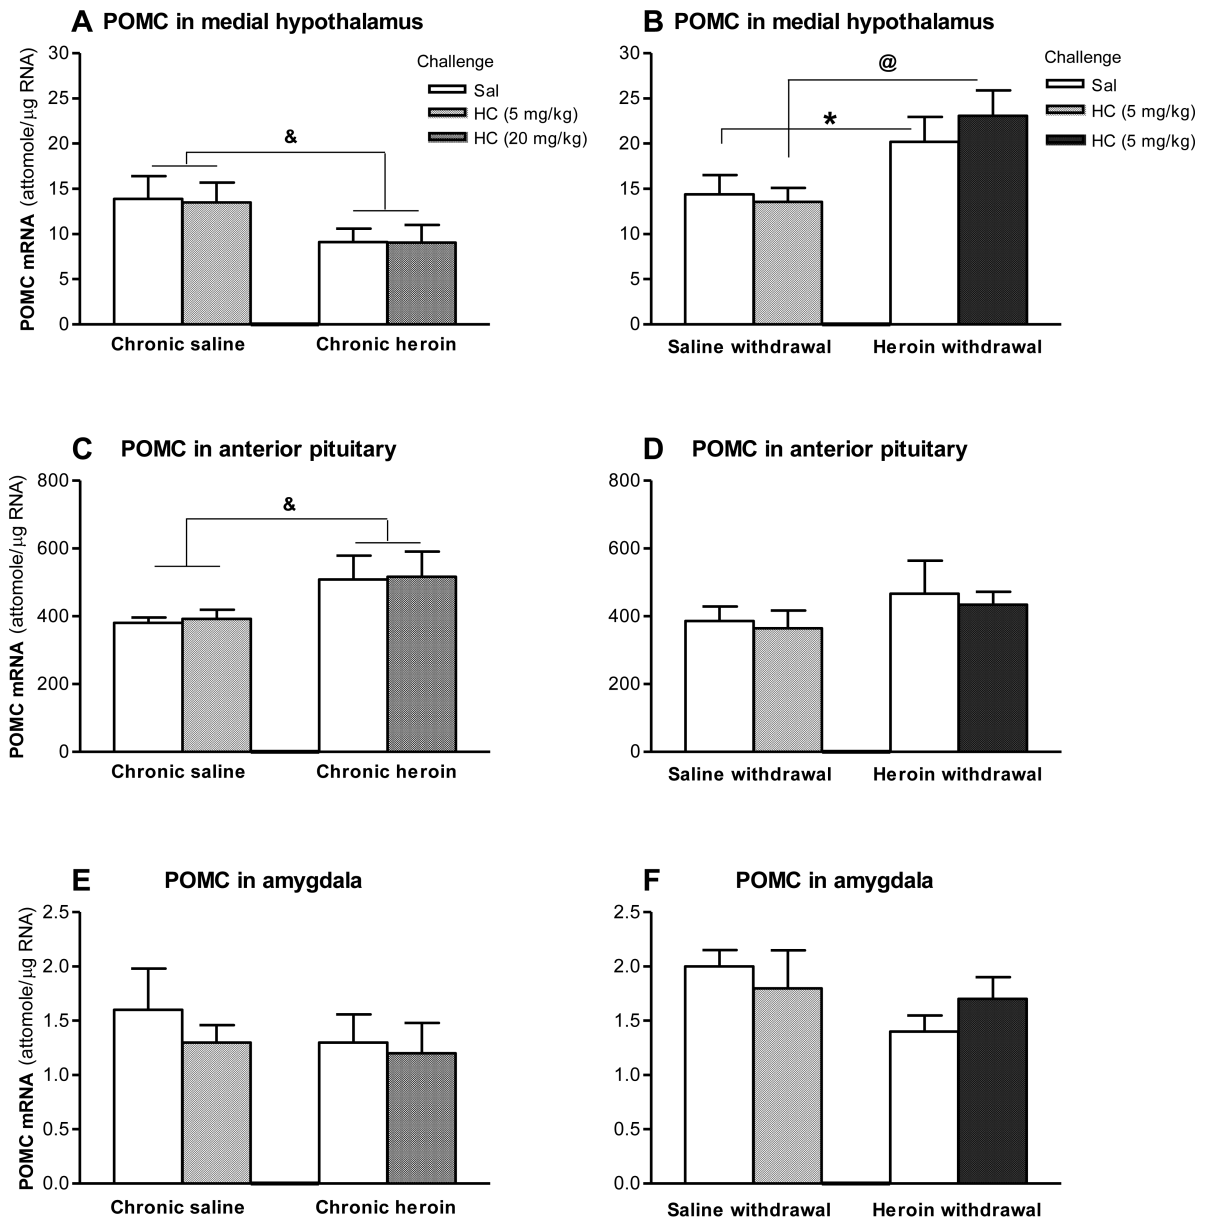 A POMC in medial hypothalamus
POMC mRNA (attomole/µg RNA)
30
25
20
15
10
5
0
&
Challenge
Sal
HC (5 mg/kg)
HC (20 mg/kg)
Chronic saline Chronic heroin
B POMC in medial hypothalamus
30
25
20
15
10
5
0
*
@
Challenge
Sal
HC (5 mg/kg)
HC (5 mg/kg)
Saline withdrawal Heroin withdrawal
C POMC in anterior pituitary
POMC mRNA (attomole/µg RNA)
800
600
400
200
0
&
Chronic saline Chronic heroin
D POMC in anterior pituitary
800
600
400
200
0
Saline withdrawal Heroin withdrawal
E POMC in amygdala
POMC mRNA (attomole/µg RNA)
2.5
2.0
1.5
1.0
0.5
0.0
Chronic saline Chronic heroin
F POMC in amygdala
2.5
2.0
1.5
1.0
0.5
0.0
Saline withdrawal Heroin withdrawal